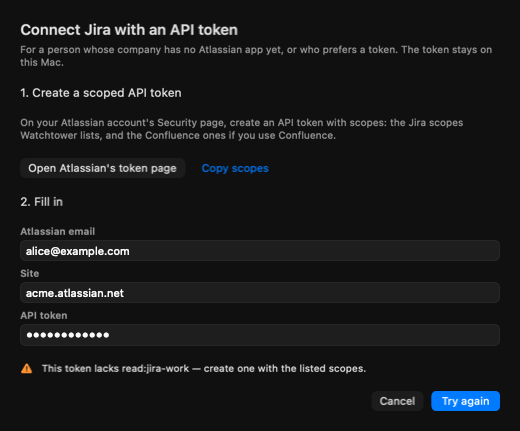 Connect Jira with an API token
For a person whose company has no Atlassian app yet, or who prefers a token. The token stays on
this Mac.
1. Create a scoped API token
On your Atlassian account's Security page, create an API token with scopes: the Jira scopes
Watchtower lists, and the Confluence ones if you use Confluence.
Open Atlassian's token page Copy scopes
2. Fill in
Atlassian email
alice@example.com
Site
acme.atlassian.net
API token
●●●●●●●●●●●●
This token lacks read:jira-work — create one with the listed scopes.
Cancel Try again